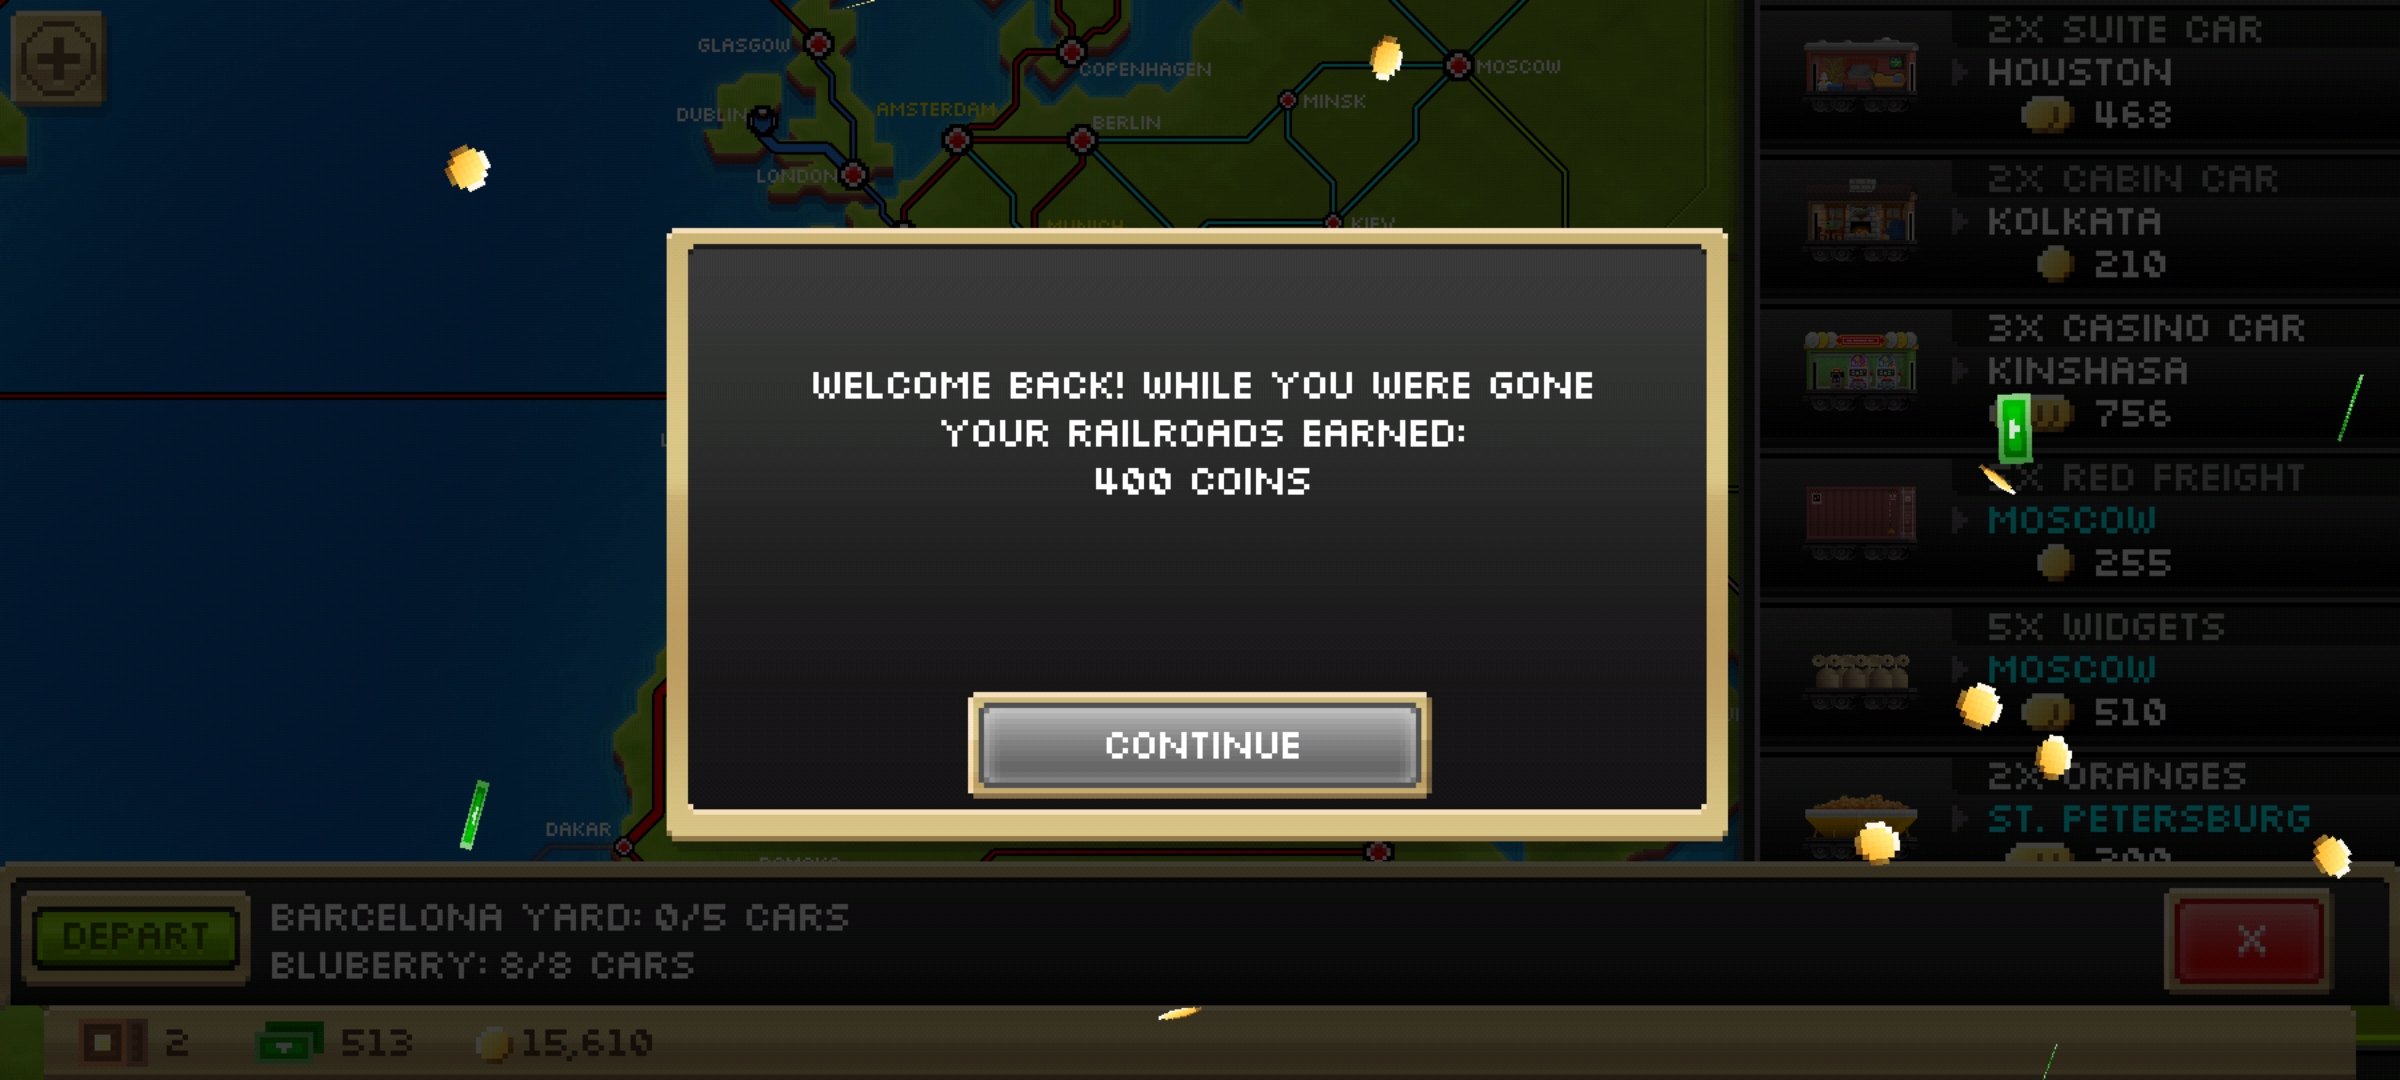 GLASGOW
COPENHAGEN
MOSCOW
DUBLIN
AMSTERDAM
BERLIN
MINSK
LONDON
MUNICH
KIEV
WELCOME BACK! WHILE YOU WERE GONE
YOUR RAILROADS EARNED:
400 COINS
CONTINUE
DAKAR
BAMAKO
2X SUITE CAR
HOUSTON
468
2X CABIN CAR
KOLKATA
210
3X CASINO CAR
KINSHASA
756
RED FREIGHT
MOSCOW
255
5X WIDGETS
MOSCOW
510
2X ORANGES
ST. PETERSBURG
DEPART
BARCELONA YARD: 0/5 CARS
BLUBERRY: 8/8 CARS
X
2
513
15,610